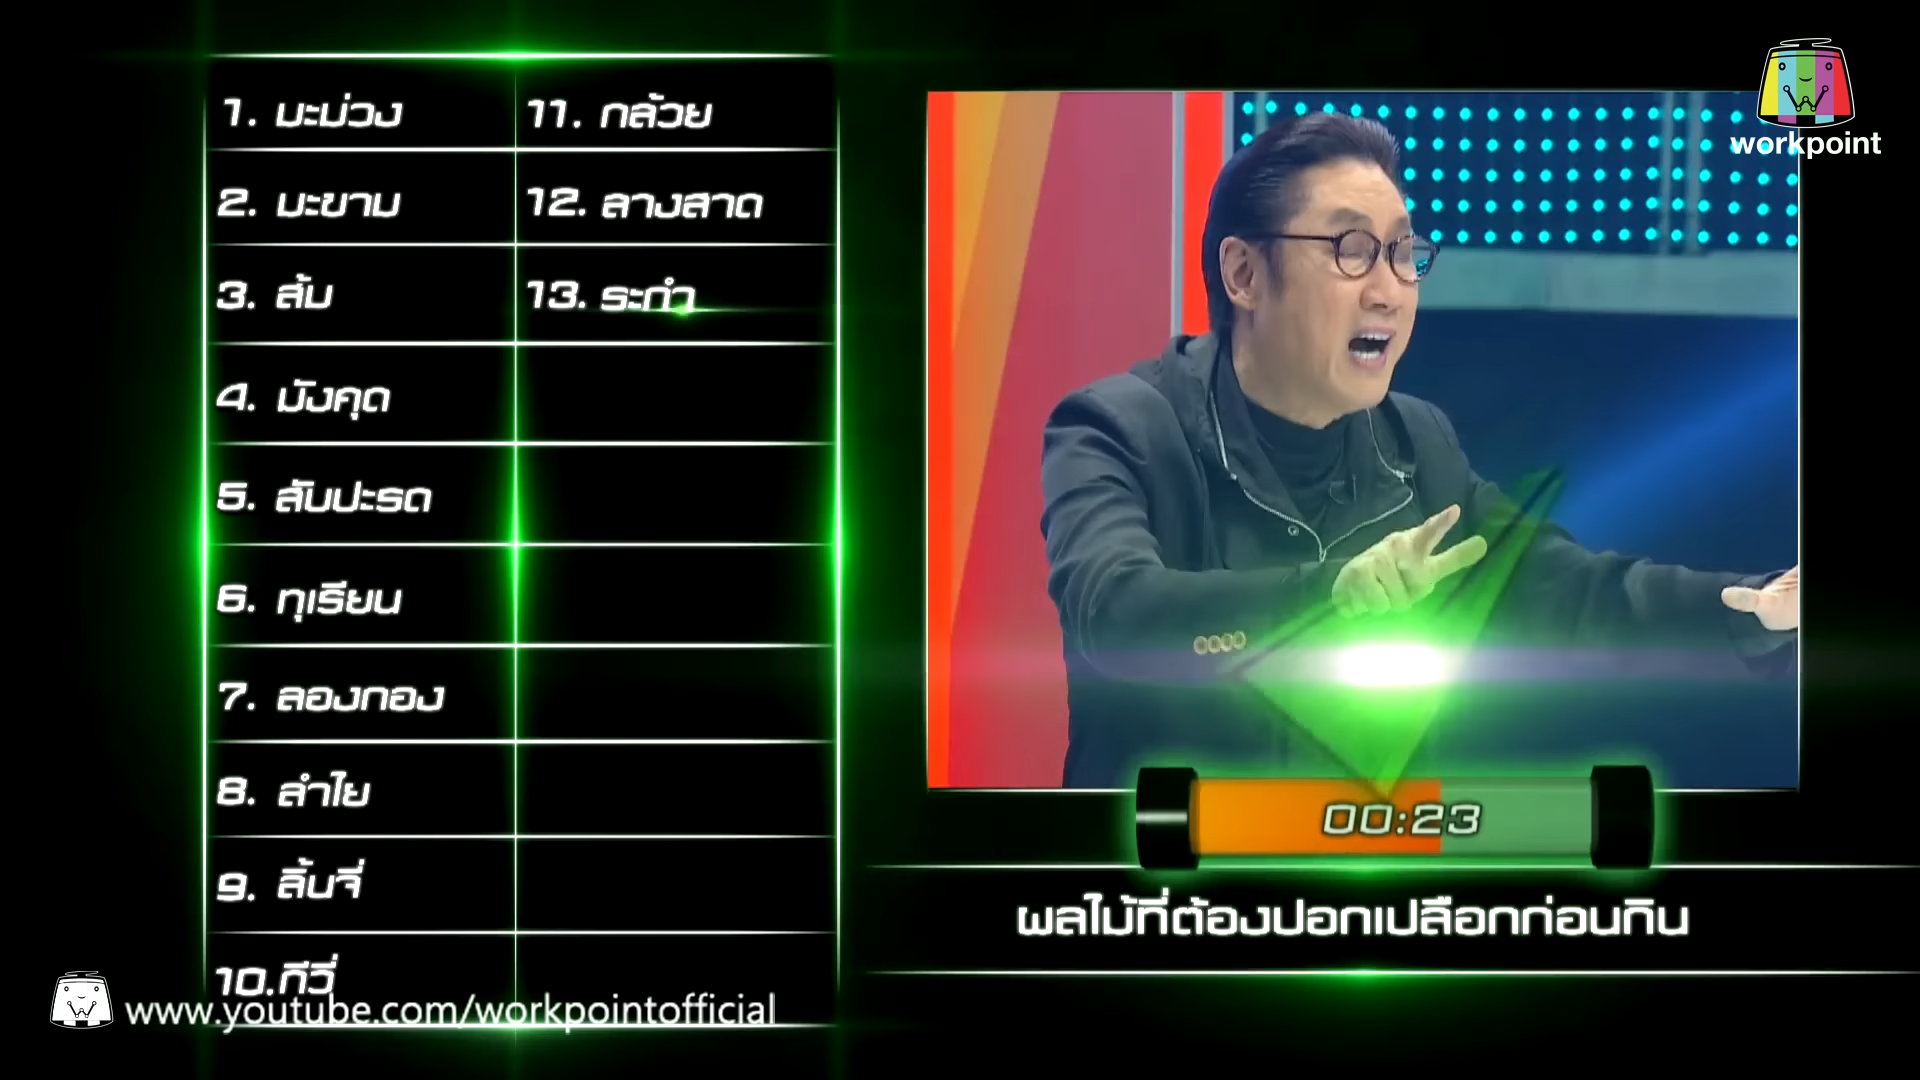 1. มะม่วง
2. มะขาม
3. ส้ม
4. มังคุด
5. สับปะรด
6. ทุเรียน
7. ลองกอง
8. ลำไย
9. ลิ้นจี่
10. กีวี่
11. กล้วย
12. ลางสาด
13. ระกำ
workpoint
00:23
ผลไม้ที่ต้องปอกเปลือกก่อนกิน
www.youtube.com/workpointofficial